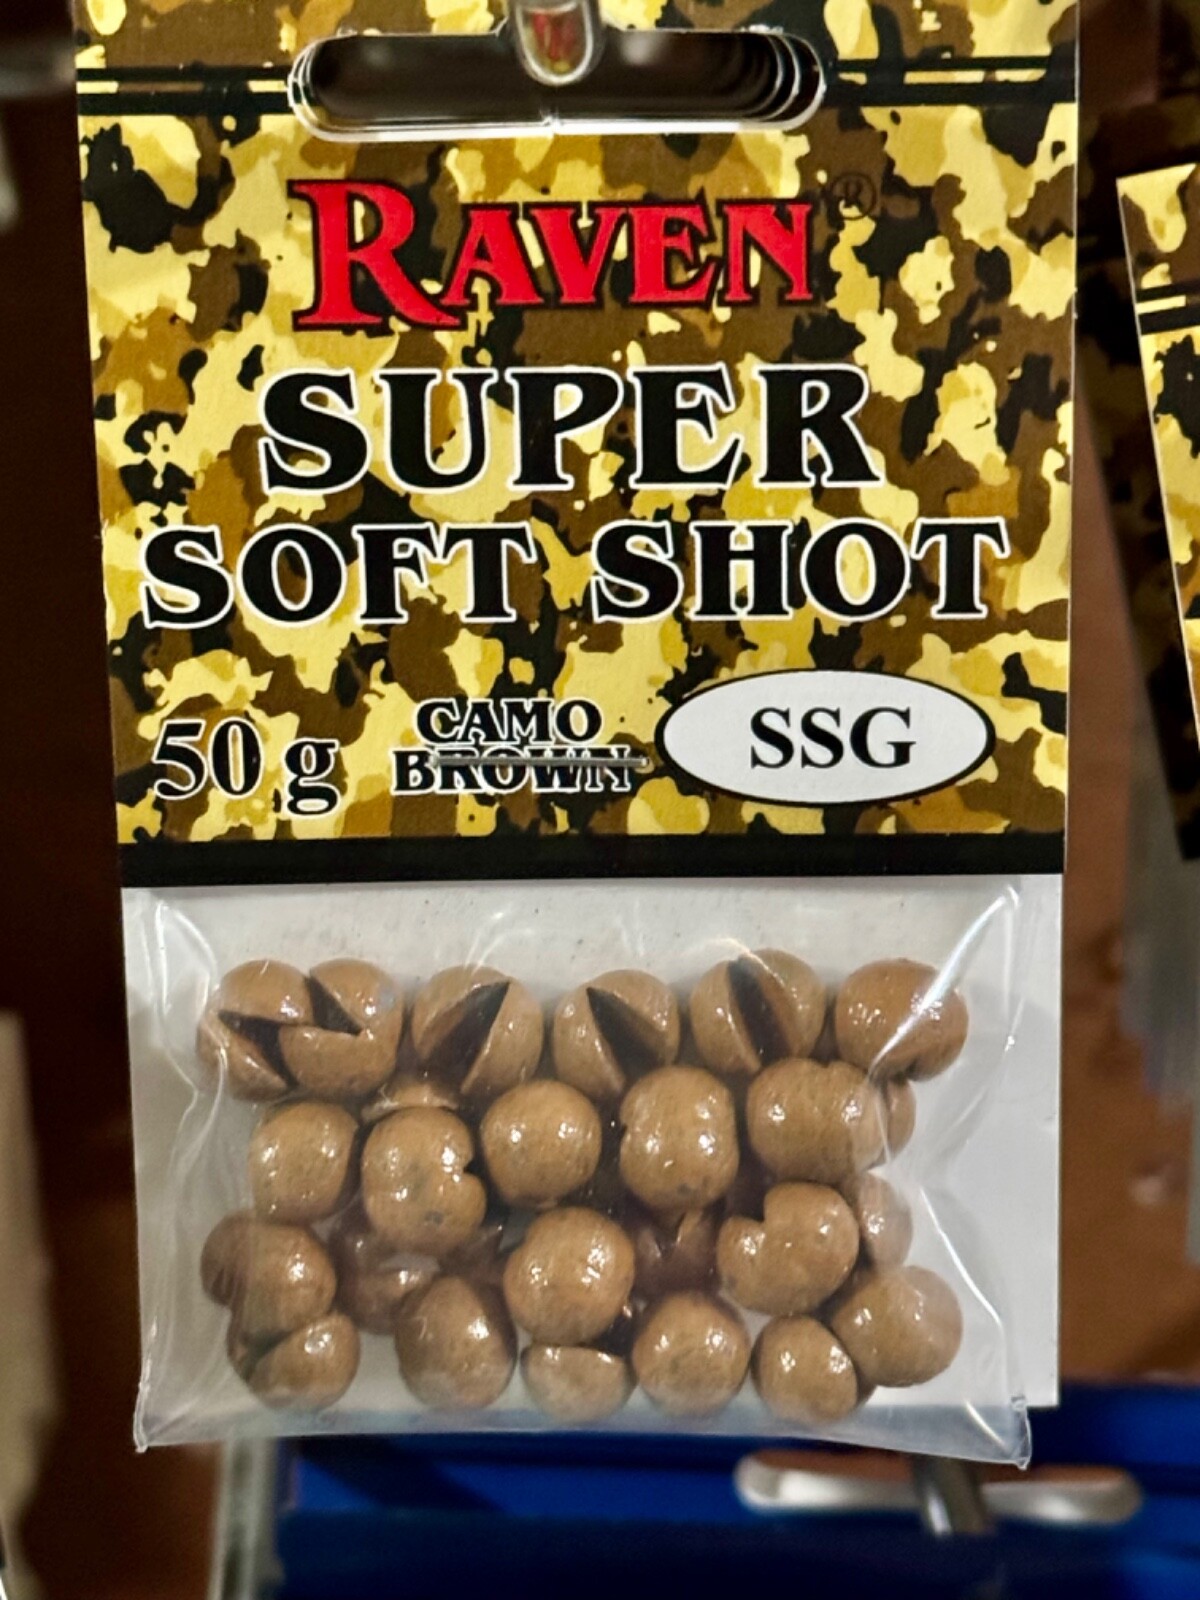 RAVEN®
SUPER
SOFT SHOT
50 g
CAMO
BROWN
SSG